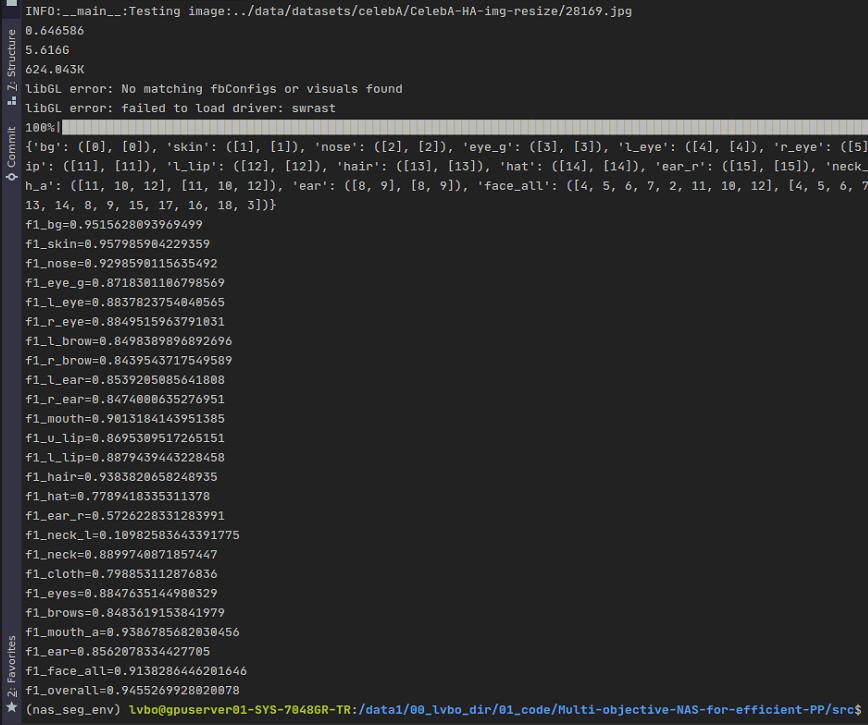 INFO:__main__:Testing image:../data/datasets/celebA/CelebA-HA-img-resize/28169.jpg
0.646586
5.616G
624.043K
libGL error: No matching fbConfigs or visuals found
libGL error: failed to load driver: swrast
100%|
{'bg': ([0], [0]), 'skin': ([1], [1]), 'nose': ([2], [2]), 'eye_g': ([3], [3]), 'l_eye': ([4], [4]), 'r_eye': ([5]
ip': ([11], [11]), 'l_lip': ([12], [12]), 'hair': ([13], [13]), 'hat': ([14], [14]), 'ear_r': ([15], [15]), 'neck_
h_a': ([11, 10, 12], [11, 10, 12]), 'ear': ([8, 9], [8, 9]), 'face_all': ([4, 5, 6, 7, 2, 11, 10, 12], [4, 5, 6, 7
13, 14, 8, 9, 15, 17, 16, 18, 3])}
f1_bg=0.9515628093969499
f1_skin=0.957985904229359
f1_nose=0.9298590115635492
f1_eye_g=0.8718301106798569
f1_l_eye=0.8837823754040565
f1_r_eye=0.8849515963791031
f1_l_brow=0.8498389896892696
f1_r_brow=0.8439543717549589
f1_l_ear=0.8539205085641808
f1_r_ear=0.8474000635276951
f1_mouth=0.9013184143951385
f1_u_lip=0.8695309517265151
f1_l_lip=0.8879439443228458
f1_hair=0.9383820658248935
f1_hat=0.7789418335311378
f1_ear_r=0.5726228331283991
f1_neck_l=0.10982583643391775
f1_neck=0.8899740871857447
f1_cloth=0.798853112876836
f1_eyes=0.8847635144980329
f1_brows=0.8483619153841979
f1_mouth_a=0.9386785682030456
f1_ear=0.8562078334427705
f1_face_all=0.9138286446201646
f1_overall=0.9455269928020078
(nas_seg_env) lvbo@gpuserver01-SYS-7048GR-TR:/data1/00_lvbo_dir/01_code/Multi-objective-NAS-for-efficient-PP/src$
7: Structure
Commit
2: Favorites